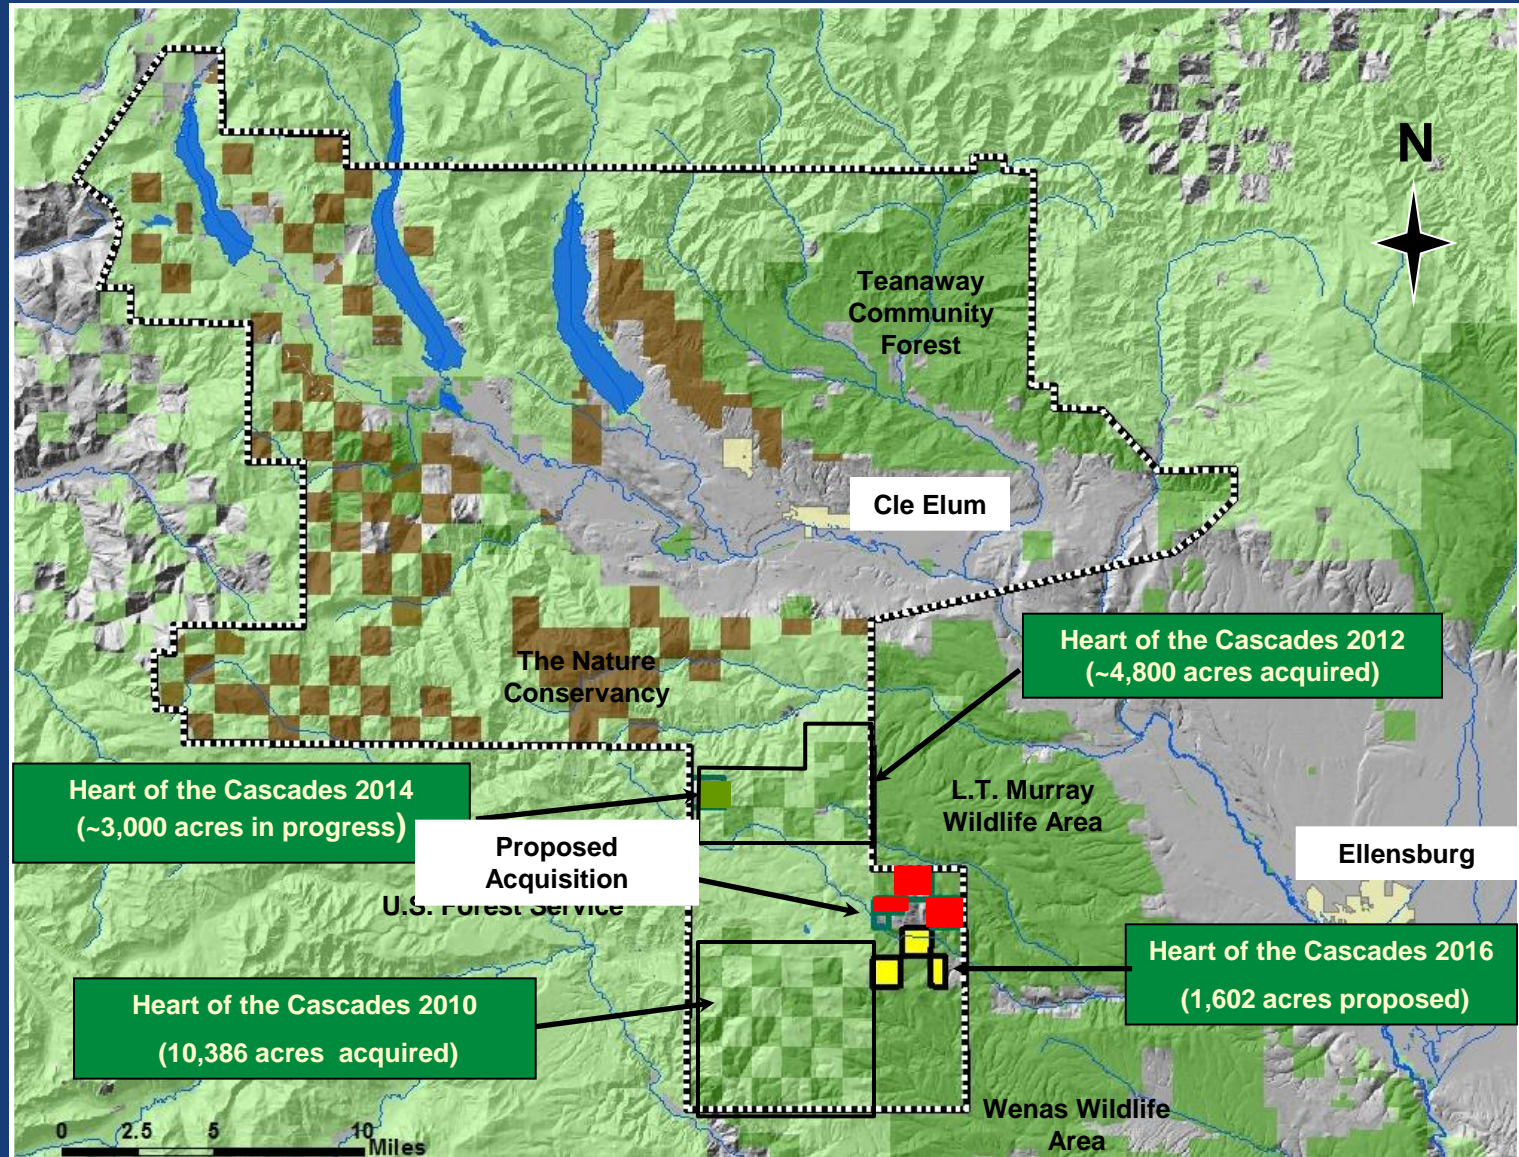 N
Teanaway
Community
Forest
Cle Elum
Heart of the Cascades 2012
(~4,800 acres acquired)
The Nature
Conservancy
Heart of the Cascades 2014
(~3,000 acres in progress)
L.T. Murray
Wildlife Area
Proposed
Acquisition
Ellensburg
U.S. Forest Service
Heart of the Cascades 2016
(1,602 acres proposed)
Heart of the Cascades 2010
(10,386 acres acquired)
Wenas Wildlife
Area
0 2.5 5 10
Miles